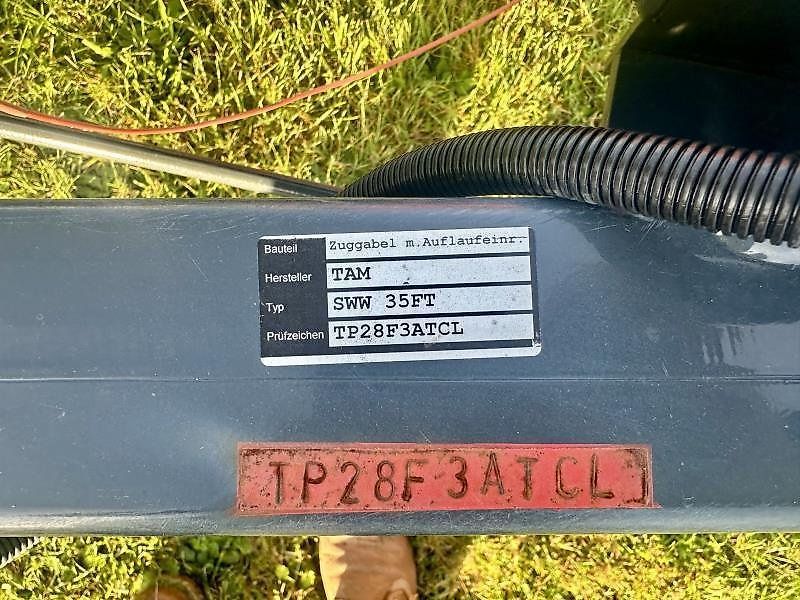 Bauteil Zuggabel m.Auflaufeinr.
Hersteller TAM
Typ SWW 35FT
Prüfzeichen TP28F3ATCL
TP28F3ATCL